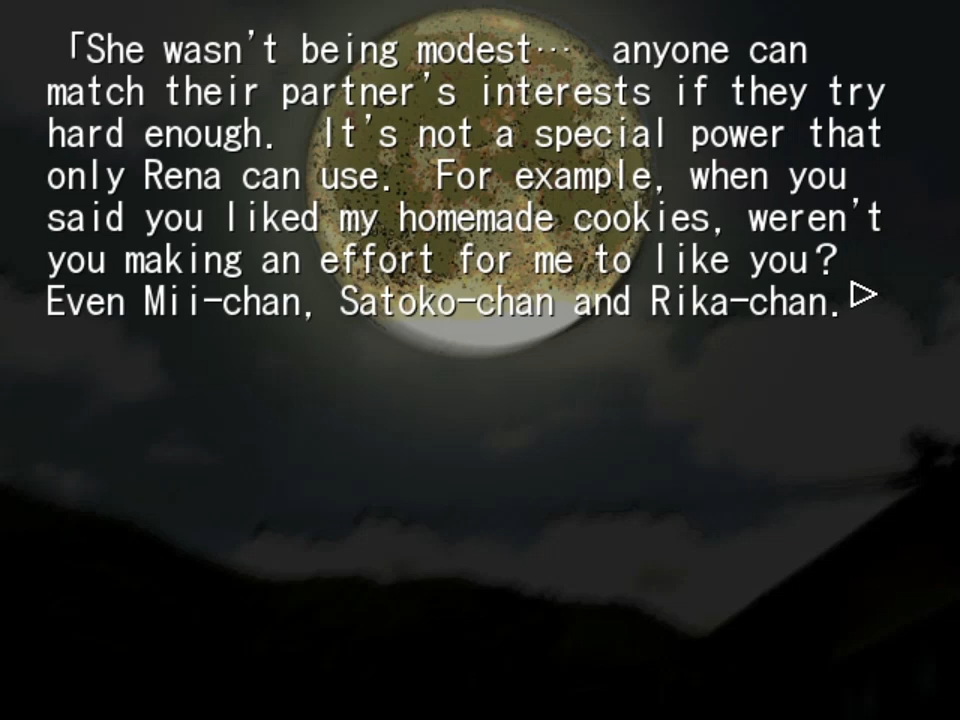 「She wasn't being modest… anyone can
match their partner's interests if they try
hard enough. It's not a special power that
only Rena can use. For example, when you
said you liked my homemade cookies, weren't
you making an effort for me to like you?
Even Mii-chan, Satoko-chan and Rika-chan.